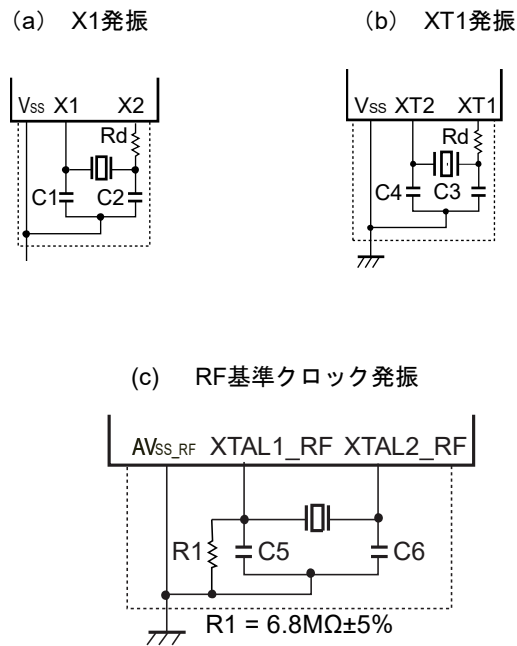 (a) X1発振
(b) XT1発振
VSS X1 X2
Rd
C1 C2
VSS XT2 XT1
Rd
C4 C3
(c) RF基準クロック発振
AVSS_RF XTAL1_RF XTAL2_RF
R1 C5 C6
R1 = 6.8MΩ±5%